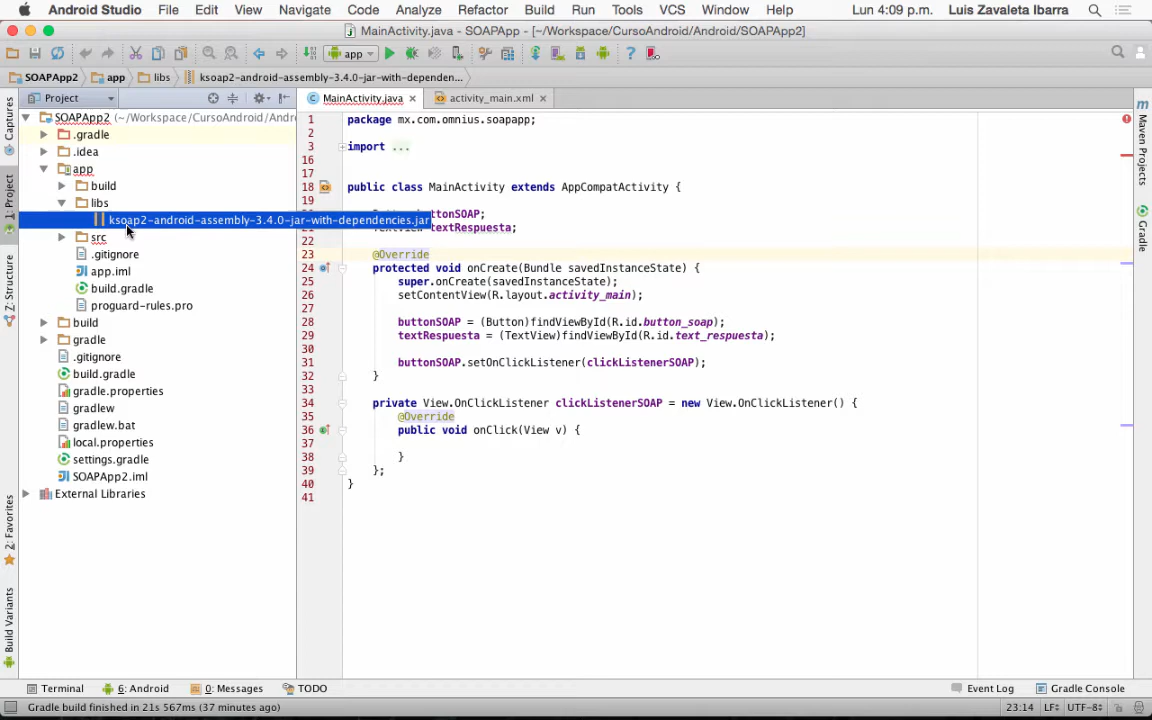 Android Studio File Edit View Navigate Code Analyze Refactor Build Run Tools VCS Window Help Lun 4:09 p.m. Luis Zavaleta Ibarra
MainActivity.java - SOAPApp - [~/Workspace/CursoAndroid/Android/SOAPApp2]
app
SOAPApp2 app libs ksoap2-android-assembly-3.4.0-jar-with-dependen...
Project MainActivity.java activity_main.xml
SOAPApp2 (~/Workspace/CursoAndroid/Andr
.gradle
.idea
app
build
libs
ksoap2-android-assembly-3.4.0-jar-with-dependencies.jar
src
.gitignore
app.iml
build.gradle
proguard-rules.pro
build
gradle
.gitignore
build.gradle
gradle.properties
gradlew
gradlew.bat
local.properties
settings.gradle
SOAPApp2.iml
External Libraries
Captures
1: Project
Z: Structure
2: Favorites
Build Variants
1 package mx.com.omnius.soapapp;
2
3 import ...
16
17
18 public class MainActivity extends AppCompatActivity {
19
buttonSOAP;
textRespuesta;
22
23 @Override
24 protected void onCreate(Bundle savedInstanceState) {
25 super.onCreate(savedInstanceState);
26 setContentView(R.layout.activity_main);
27
28 buttonSOAP = (Button)findViewById(R.id.button_soap);
29 textRespuesta = (TextView)findViewById(R.id.text_respuesta);
30
31 buttonSOAP.setOnClickListener(clickListenerSOAP);
32 }
33
34 private View.OnClickListener clickListenerSOAP = new View.OnClickListener() {
35 @Override
36 public void onClick(View v) {
37
38 }
39 };
40 }
41
Maven Projects
Gradle
Terminal 6: Android 0: Messages TODO Event Log Gradle Console
Gradle build finished in 21s 567ms (37 minutes ago) 23:14 LF÷ UTF-8÷